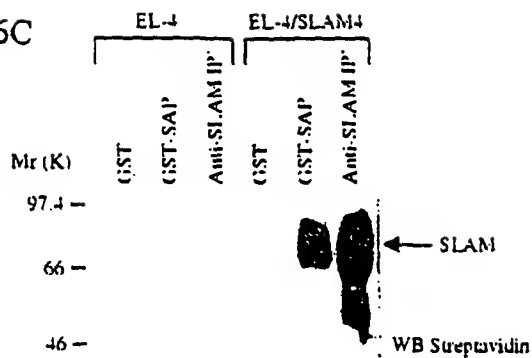 6C
EL-4 EL-4/SLAM4
Mr (K) GST GST-SAP Anti-SLAM IP GST GST-SAP Anti-SLAM IP
97.4
SLAM
66
46
WB Streptavidin